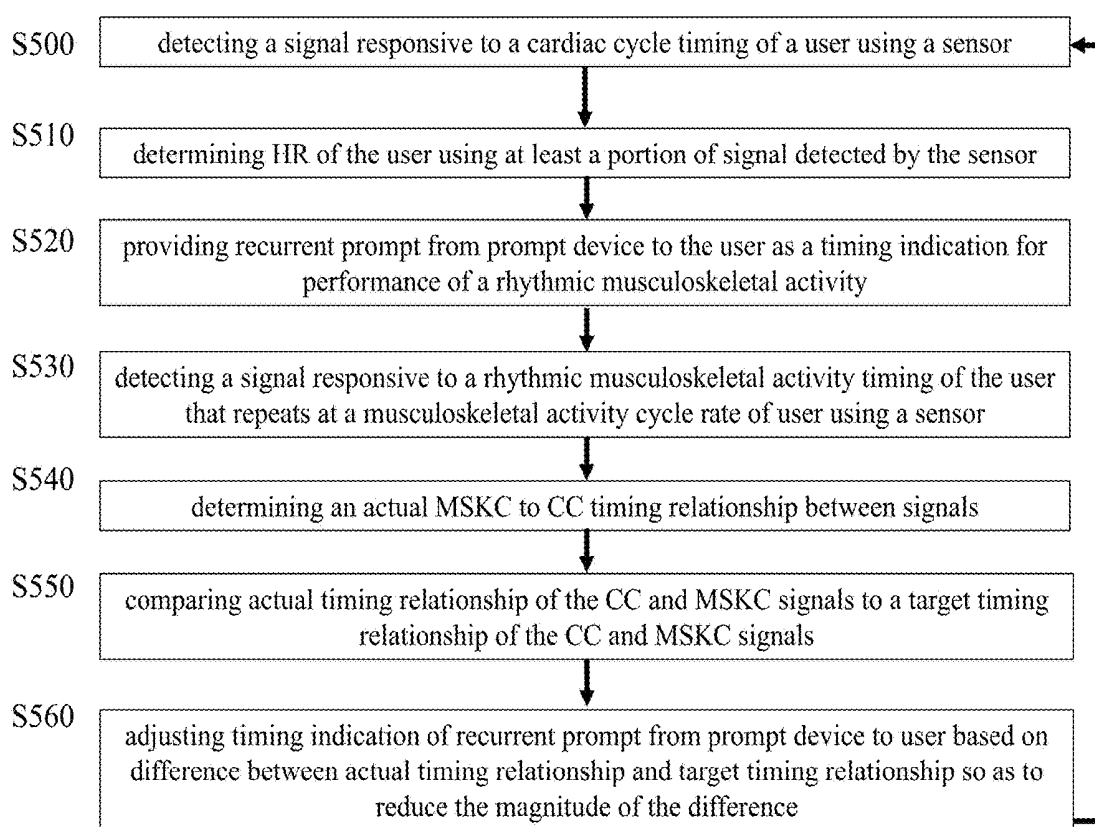 S500
detecting a signal responsive to a cardiac cycle timing of a user using a sensor
S510
determining HR of the user using at least a portion of signal detected by the sensor
S520
providing recurrent prompt from prompt device to the user as a timing indication for
performance of a rhythmic musculoskeletal activity
S530
detecting a signal responsive to a rhythmic musculoskeletal activity timing of the user
that repeats at a musculoskeletal activity cycle rate of user using a sensor
S540
determining an actual MSKC to CC timing relationship between signals
S550
comparing actual timing relationship of the CC and MSKC signals to a target timing
relationship of the CC and MSKC signals
S560
adjusting timing indication of recurrent prompt from prompt device to user based on
difference between actual timing relationship and target timing relationship so as to
reduce the magnitude of the difference